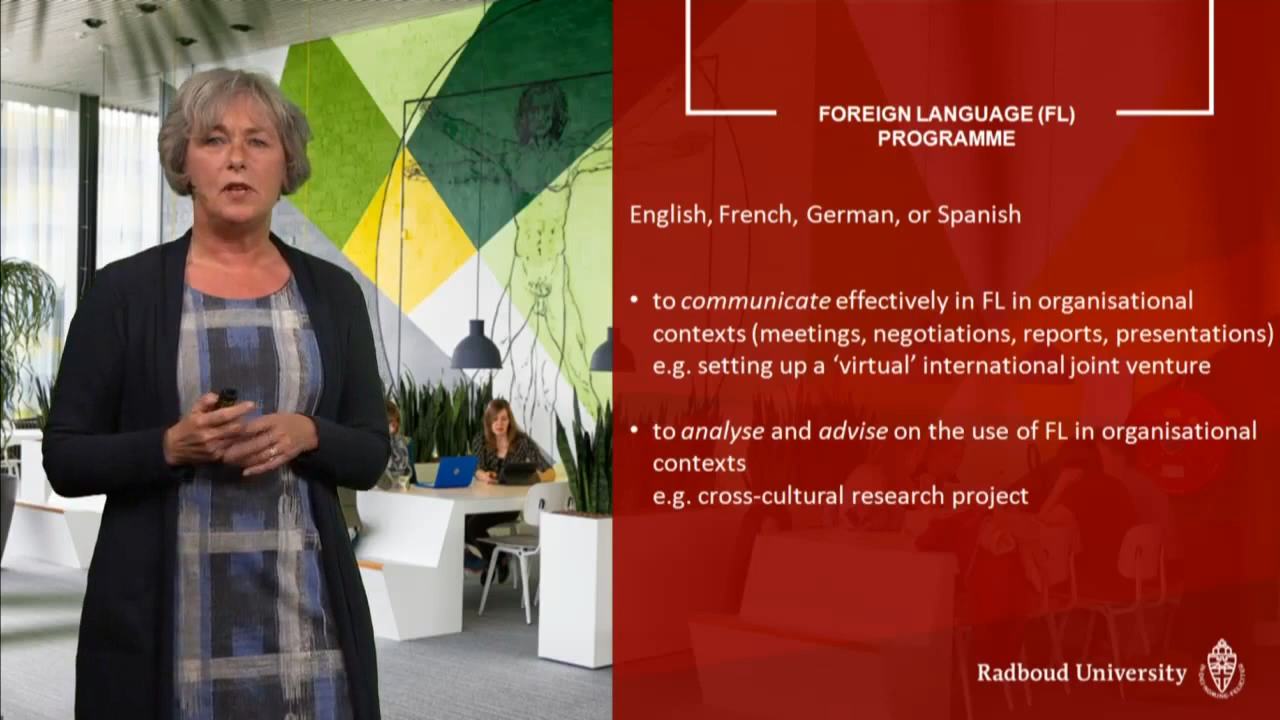 FOREIGN LANGUAGE (FL)
PROGRAMME
English, French, German, or Spanish
• to communicate effectively in FL in organisational
contexts (meetings, negotiations, reports, presentations)
e.g. setting up a ‘virtual’ international joint venture
• to analyse and advise on the use of FL in organisational
contexts
e.g. cross-cultural research project
Radboud University